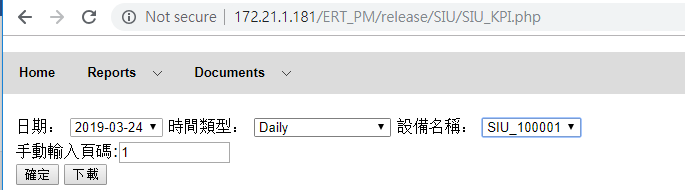 Not secure | 172.21.1.181/ERT_PM/release/SIU/SIU_KPI.php
Home Reports Documents
日期： 2019-03-24 時間類型： Daily 設備名稱： SIU_100001
手動輸入頁碼:1
確定 下載